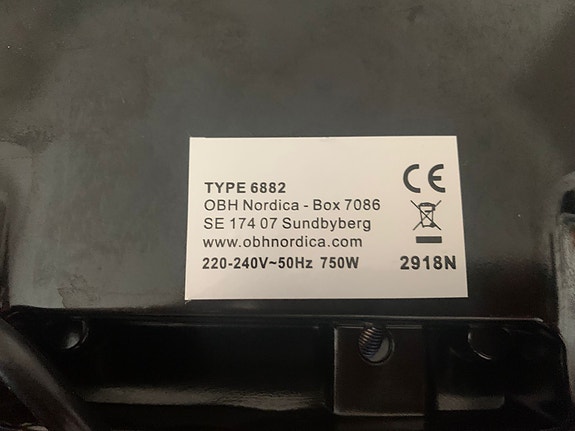 TYPE 6882
OBH Nordica - Box 7086
SE 174 07 Sundbyberg
www.obhnordica.com
220-240V~50Hz 750W
CE
2918N